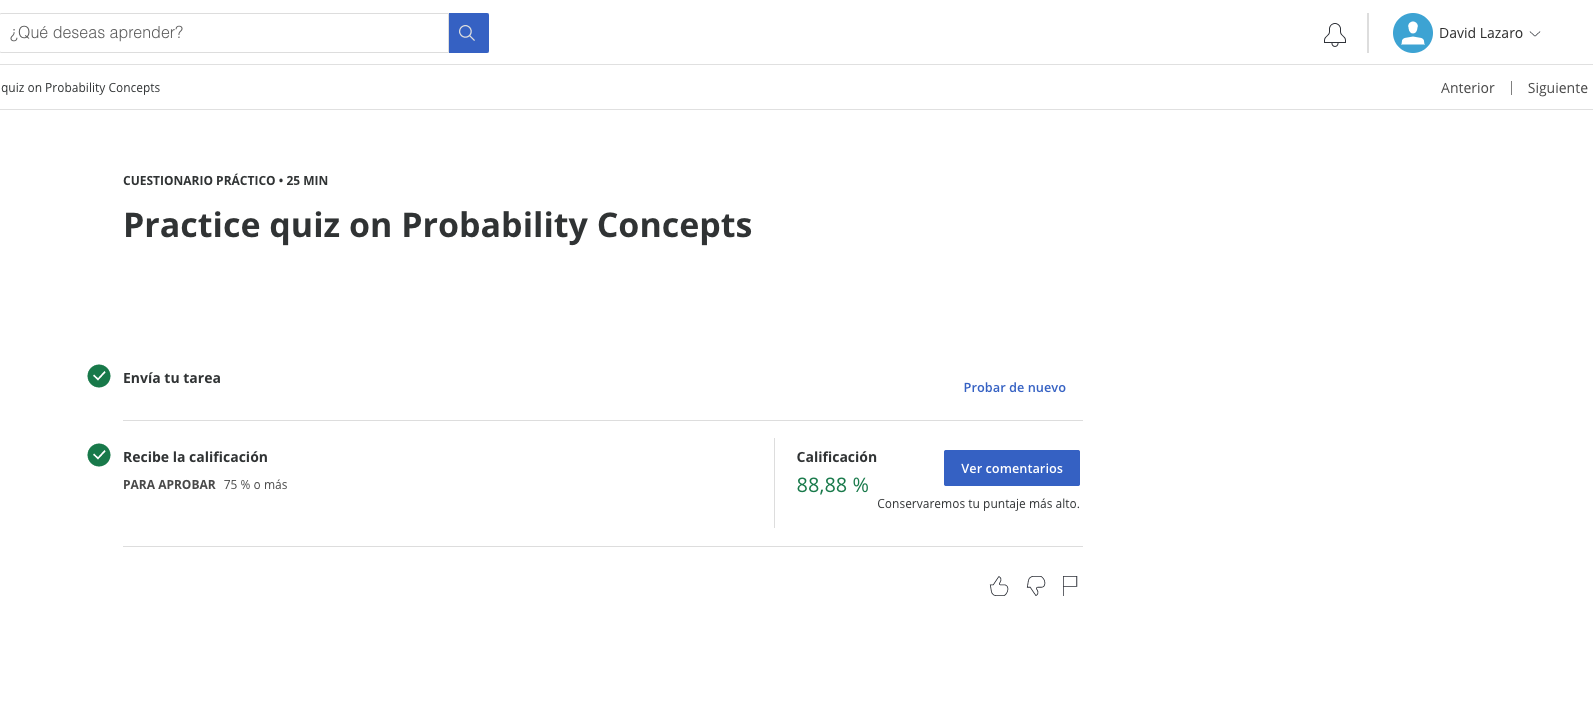 ¿Qué deseas aprender?
David Lazaro
quiz on Probability Concepts
Anterior | Siguiente
CUESTIONARIO PRÁCTICO • 25 MIN
Practice quiz on Probability Concepts
Envía tu tarea
Probar de nuevo
Recibe la calificación
PARA APROBAR 75 % o más
Calificación
88,88 %
Ver comentarios
Conservaremos tu puntaje más alto.